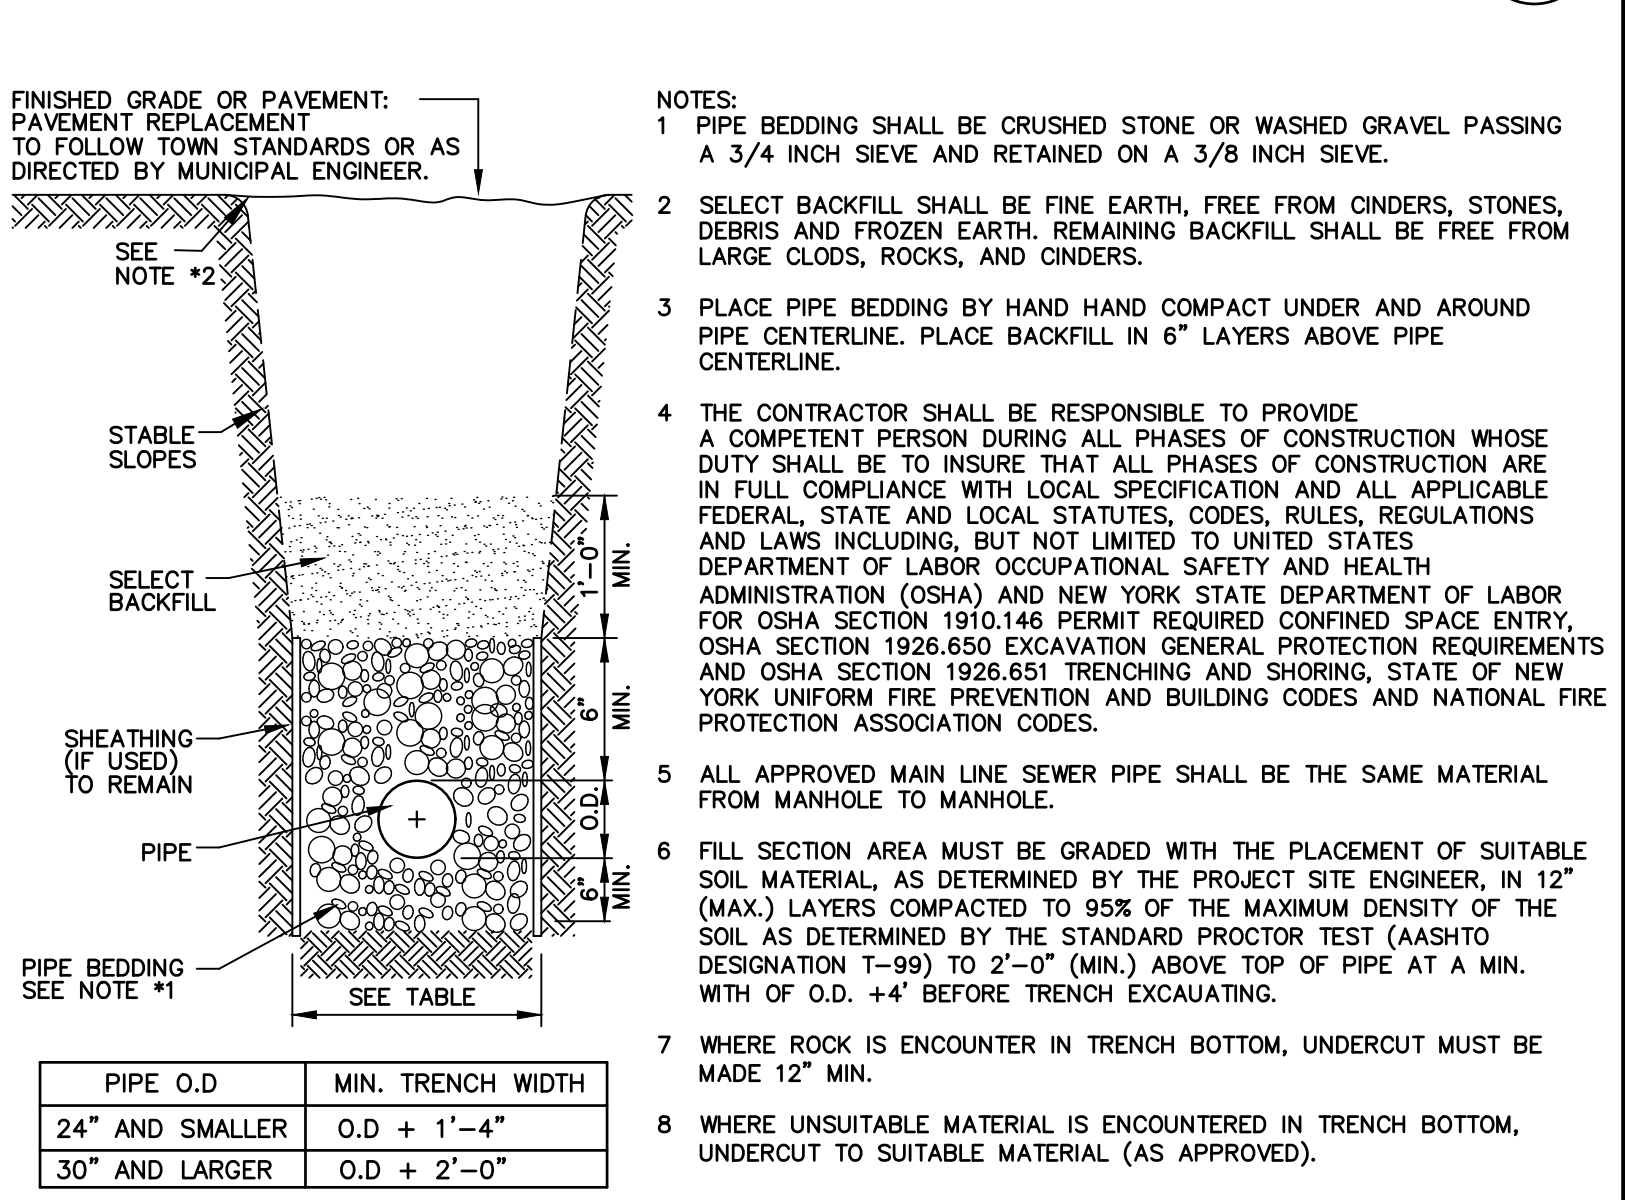 FINISHED GRADE OR PAVEMENT:
PAVEMENT REPLACEMENT
TO FOLLOW TOWN STANDARDS OR AS
DIRECTED BY MUNICIPAL ENGINEER.
SEE
NOTE *2
STABLE
SLOPES
SELECT
BACKFILL
1'-0"
MIN.
SHEATHING
(IF USED)
TO REMAIN
6"
MIN.
O.D.
PIPE
6"
MIN.
PIPE BEDDING
SEE NOTE *1
SEE TABLE
PIPE O.D MIN. TRENCH WIDTH
24" AND SMALLER O.D + 1'-4"
30" AND LARGER O.D + 2'-0"
NOTES:
1 PIPE BEDDING SHALL BE CRUSHED STONE OR WASHED GRAVEL PASSING
A 3/4 INCH SIEVE AND RETAINED ON A 3/8 INCH SIEVE.
2 SELECT BACKFILL SHALL BE FINE EARTH, FREE FROM CINDERS, STONES,
DEBRIS AND FROZEN EARTH. REMAINING BACKFILL SHALL BE FREE FROM
LARGE CLODS, ROCKS, AND CINDERS.
3 PLACE PIPE BEDDING BY HAND HAND COMPACT UNDER AND AROUND
PIPE CENTERLINE. PLACE BACKFILL IN 6" LAYERS ABOVE PIPE
CENTERLINE.
4 THE CONTRACTOR SHALL BE RESPONSIBLE TO PROVIDE
A COMPETENT PERSON DURING ALL PHASES OF CONSTRUCTION WHOSE
DUTY SHALL BE TO INSURE THAT ALL PHASES OF CONSTRUCTION ARE
IN FULL COMPLIANCE WITH LOCAL SPECIFICATION AND ALL APPLICABLE
FEDERAL, STATE AND LOCAL STATUTES, CODES, RULES, REGULATIONS
AND LAWS INCLUDING, BUT NOT LIMITED TO UNITED STATES
DEPARTMENT OF LABOR OCCUPATIONAL SAFETY AND HEALTH
ADMINISTRATION (OSHA) AND NEW YORK STATE DEPARTMENT OF LABOR
FOR OSHA SECTION 1910.146 PERMIT REQUIRED CONFINED SPACE ENTRY,
OSHA SECTION 1926.650 EXCAVATION GENERAL PROTECTION REQUIREMENTS
AND OSHA SECTION 1926.651 TRENCHING AND SHORING, STATE OF NEW
YORK UNIFORM FIRE PREVENTION AND BUILDING CODES AND NATIONAL FIRE
PROTECTION ASSOCIATION CODES.
5 ALL APPROVED MAIN LINE SEWER PIPE SHALL BE THE SAME MATERIAL
FROM MANHOLE TO MANHOLE.
6 FILL SECTION AREA MUST BE GRADED WITH THE PLACEMENT OF SUITABLE
SOIL MATERIAL, AS DETERMINED BY THE PROJECT SITE ENGINEER, IN 12"
(MAX.) LAYERS COMPACTED TO 95% OF THE MAXIMUM DENSITY OF THE
SOIL AS DETERMINED BY THE STANDARD PROCTOR TEST (AASHTO
DESIGNATION T-99) TO 2'-0" (MIN.) ABOVE TOP OF PIPE AT A MIN.
WITH OF O.D. +4' BEFORE TRENCH EXCAUATING.
7 WHERE ROCK IS ENCOUNTER IN TRENCH BOTTOM, UNDERCUT MUST BE
MADE 12" MIN.
8 WHERE UNSUITABLE MATERIAL IS ENCOUNTERED IN TRENCH BOTTOM,
UNDERCUT TO SUITABLE MATERIAL (AS APPROVED).